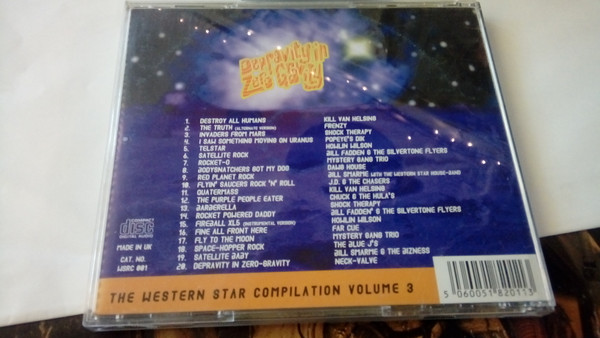 Depravity in
Zero Gravity
1. DESTROY ALL HUMANS KILL VAN HELSING
2. THE TRUTH (ALTERNATE VERSION) FRENZY
3. INVADERS FROM MARS SHOCK THERAPY
4. I SAW SOMETHING MOVING ON URANUS POPEYE'S DIK
5. TELSTAR HOWLIN WILSON
6. SATELLITE ROCK BILL FADDEN & THE SILVERTONE FLYERS
7. ROCKET-O MYSTERY GANG TRIO
8. BODYSNATCHERS GOT MY DOG DAWG HOUSE
9. RED PLANET ROCK BILL SMARME WITH THE WESTERN STAR HOUSE-BAND
10. FLYIN' SAUCERS ROCK 'N' ROLL J.D. & THE CHASERS
11. QUATERMASS KILL VAN HELSING
12. THE PURPLE PEOPLE EATER CHUCK & THE HULA'S
13. BARBERELLA SHOCK THERAPY
14. ROCKET POWERED DADDY BILL FADDEN' & THE SILVERTONE FLYERS
15. FIREBALL XL5 (INSTRUMENTAL VERSION) HOWLIN WILSON
16. FINE ALL FRONT HERE FAR CUE
17. FLY TO THE MOON MYSTERY GANG TRIO
18. SPACE-HOPPER ROCK THE BLUE J'S
19. SATELLITE BABY BILL SMARME & THE BIZNESS
20. DEPRAVITY IN ZERO-GRAVITY NECK-VALVE
disc
DIGITAL AUDIO
MADE IN UK
CAT. NO.
WSRC 001
THE WESTERN STAR COMPILATION VOLUME 3
5 060051 820115